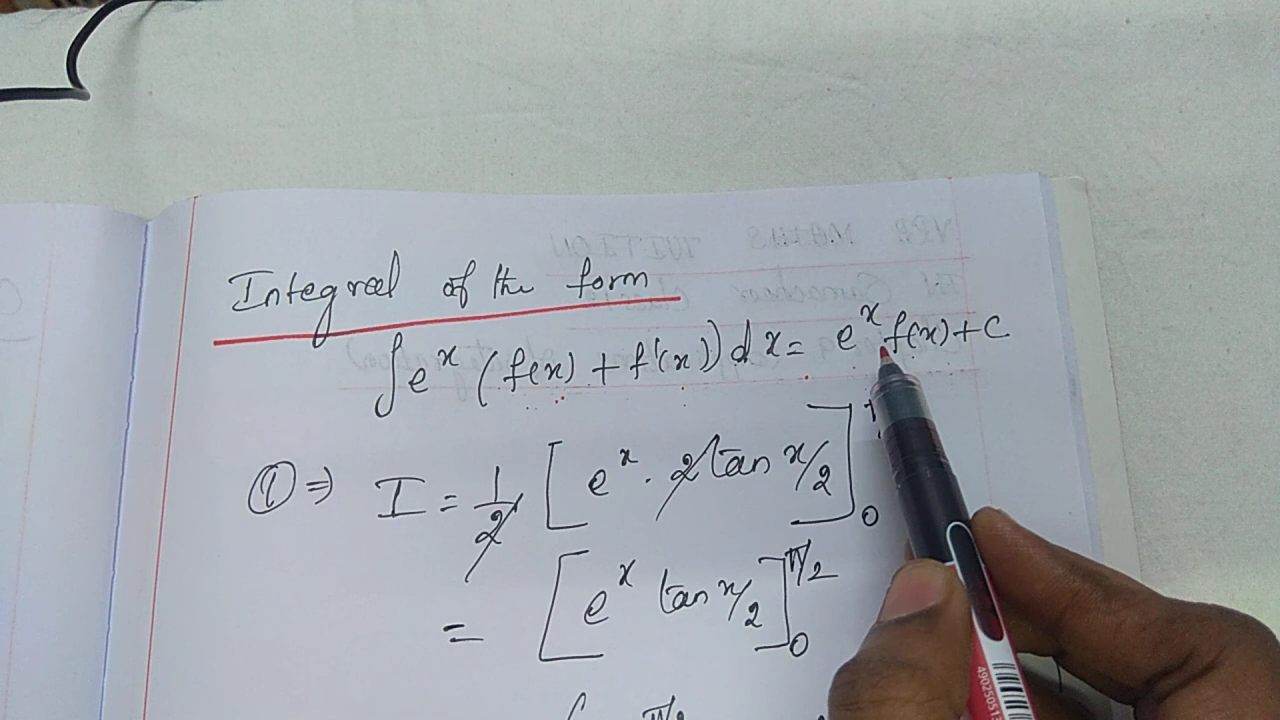 Integral of the form
∫e^x (f(x) + f'(x)) dx = e^x f(x) + c
① ⇒ I = 1/2 [e^x . 2 tan x/2]_0
= [e^x tan x/2]_0^π/2
π/2